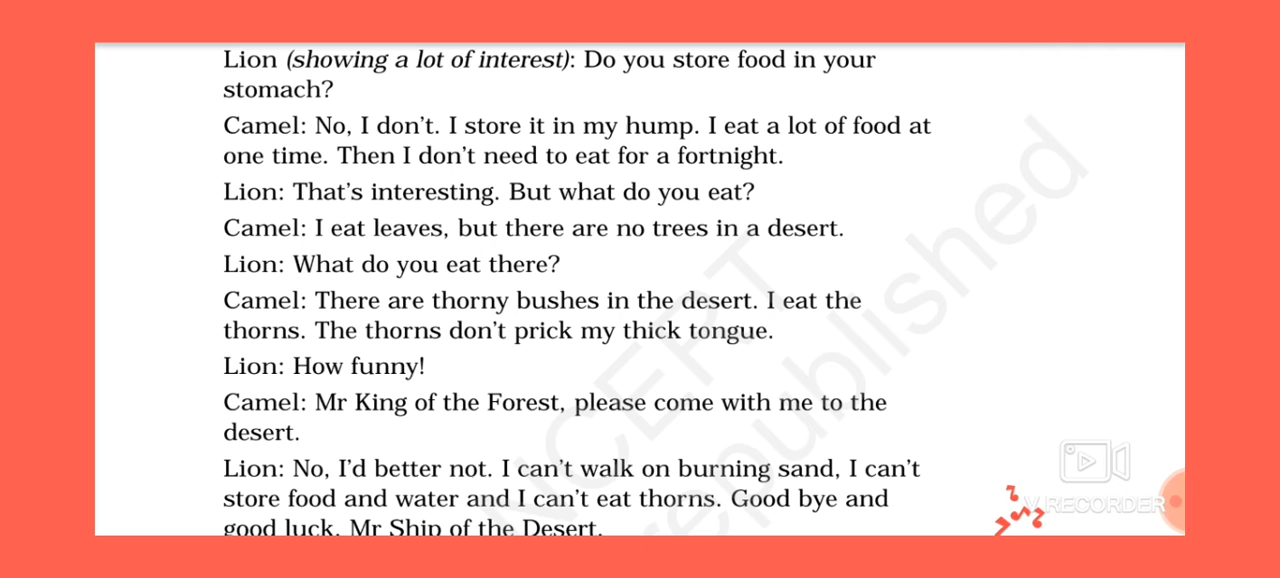 Lion (showing a lot of interest): Do you store food in your
stomach?
Camel: No, I don't. I store it in my hump. I eat a lot of food at
one time. Then I don't need to eat for a fortnight.
Lion: That's interesting. But what do you eat?
Camel: I eat leaves, but there are no trees in a desert.
Lion: What do you eat there?
Camel: There are thorny bushes in the desert. I eat the
thorns. The thorns don't prick my thick tongue.
Lion: How funny!
Camel: Mr King of the Forest, please come with me to the
desert.
Lion: No, I'd better not. I can't walk on burning sand, I can't
store food and water and I can't eat thorns. Good bye and
good luck, Mr Ship of the Desert.
NCERT
republished
V RECORDER